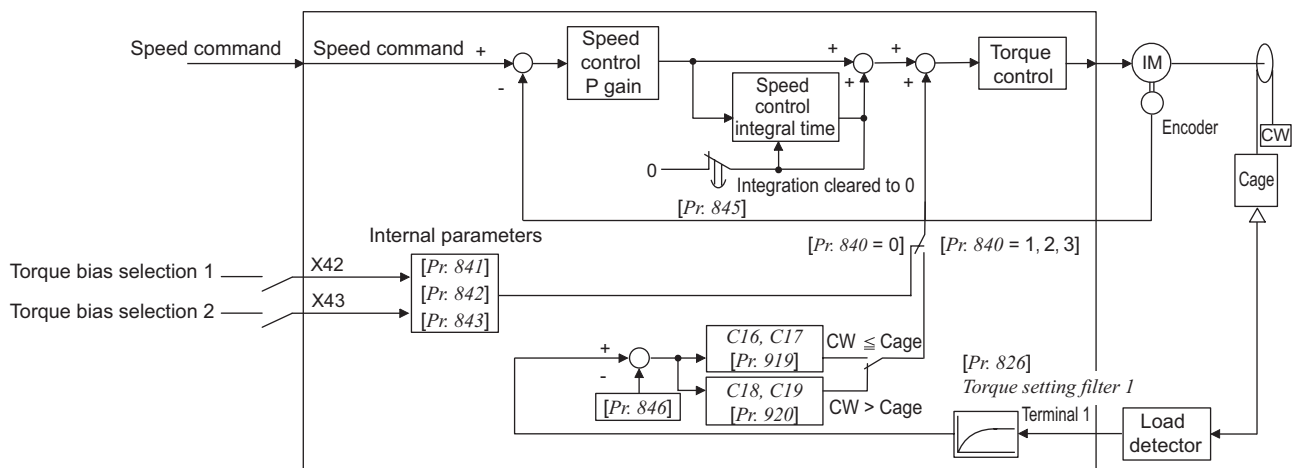 Speed command
Speed command
+
-
Speed
control
P gain
+
+
+
+
Torque
control
IM
Speed
control
integral time
Encoder
CW
0
Integration cleared to 0
[Pr. 845]
Cage
Internal parameters
[Pr. 840 = 0]
[Pr. 840 = 1, 2, 3]
Torque bias selection 1
X42
[Pr. 841]
[Pr. 842]
Torque bias selection 2
X43
[Pr. 843]
+
-
C16, C17
[Pr. 919]
CW ≦ Cage
[Pr. 846]
C18, C19
[Pr. 920]
CW > Cage
[Pr. 826]
Torque setting filter 1
Terminal 1
Load
detector